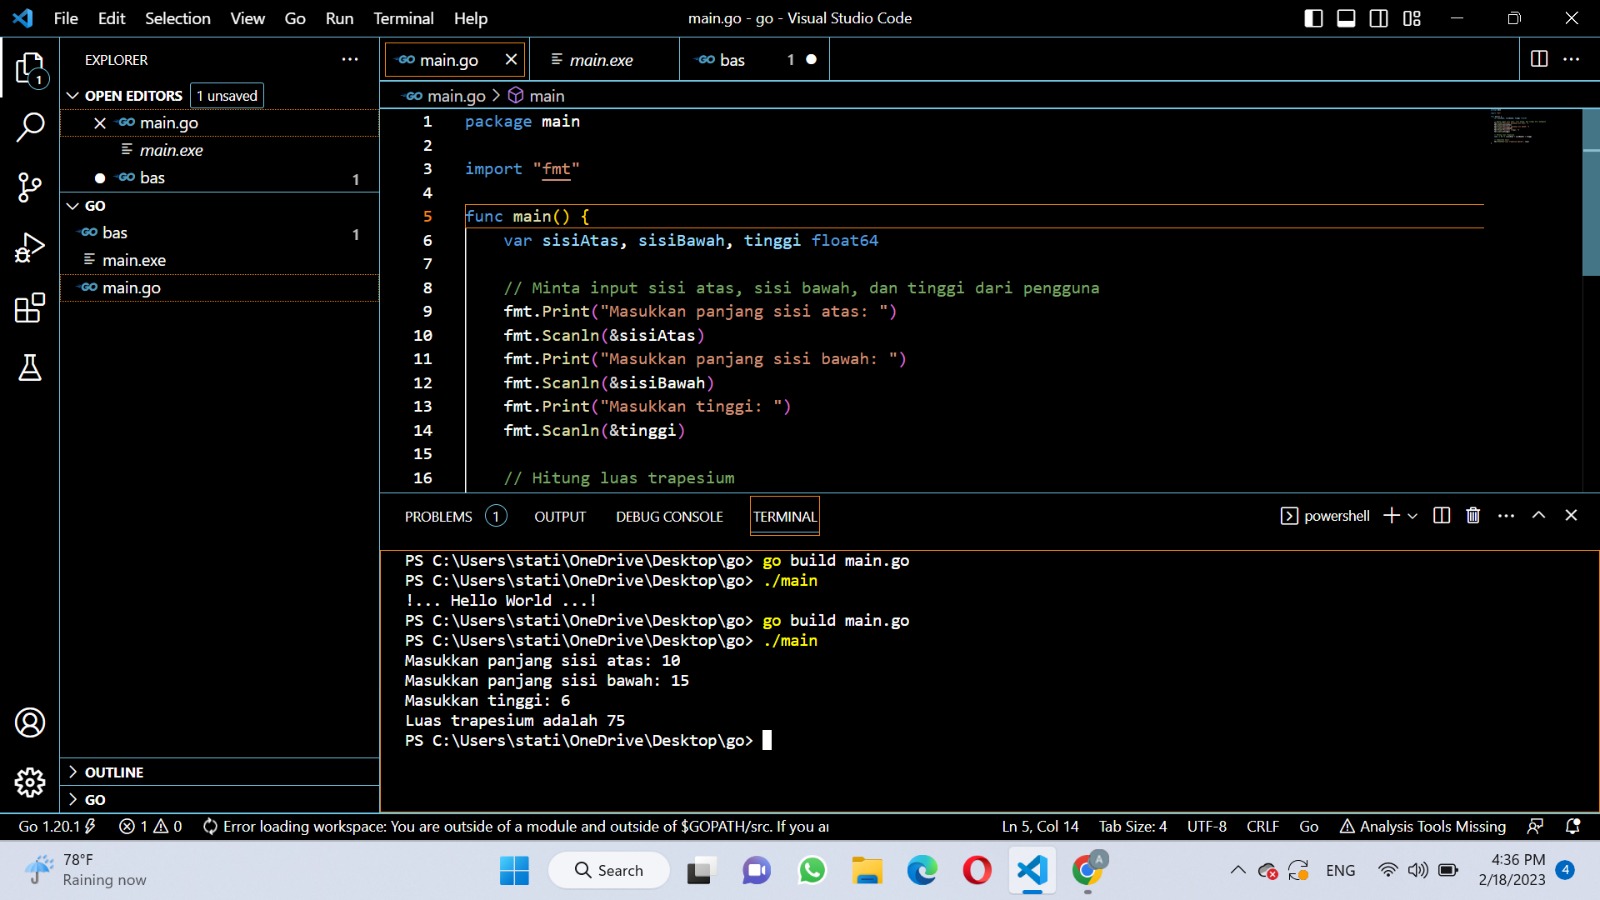 File Edit Selection View Go Run Terminal Help
main.go - go - Visual Studio Code
EXPLORER
OPEN EDITORS 1 unsaved
main.go
main.exe
bas 1
GO
bas 1
main.exe
main.go
OUTLINE
GO
1
main.go main.exe bas 1
main.go > main
1 package main
2
3 import "fmt"
4
5 func main() {
6 var sisiAtas, sisiBawah, tinggi float64
7
8 // Minta input sisi atas, sisi bawah, dan tinggi dari pengguna
9 fmt.Print("Masukkan panjang sisi atas: ")
10 fmt.Scanln(&sisiAtas)
11 fmt.Print("Masukkan panjang sisi bawah: ")
12 fmt.Scanln(&sisiBawah)
13 fmt.Print("Masukkan tinggi: ")
14 fmt.Scanln(&tinggi)
15
16 // Hitung luas trapesium
PROBLEMS 1 OUTPUT DEBUG CONSOLE TERMINAL powershell
PS C:\Users\stati\OneDrive\Desktop\go> go build main.go
PS C:\Users\stati\OneDrive\Desktop\go> ./main
!... Hello World ...!
PS C:\Users\stati\OneDrive\Desktop\go> go build main.go
PS C:\Users\stati\OneDrive\Desktop\go> ./main
Masukkan panjang sisi atas: 10
Masukkan panjang sisi bawah: 15
Masukkan tinggi: 6
Luas trapesium adalah 75
PS C:\Users\stati\OneDrive\Desktop\go>
Go 1.20.1 1 0 Error loading workspace: You are outside of a module and outside of $GOPATH/src. If you Ln 5, Col 14 Tab Size: 4 UTF-8 CRLF Go Analysis Tools Missing
78°F
Raining now
Search
A
ENG
4:36 PM
2/18/2023
4